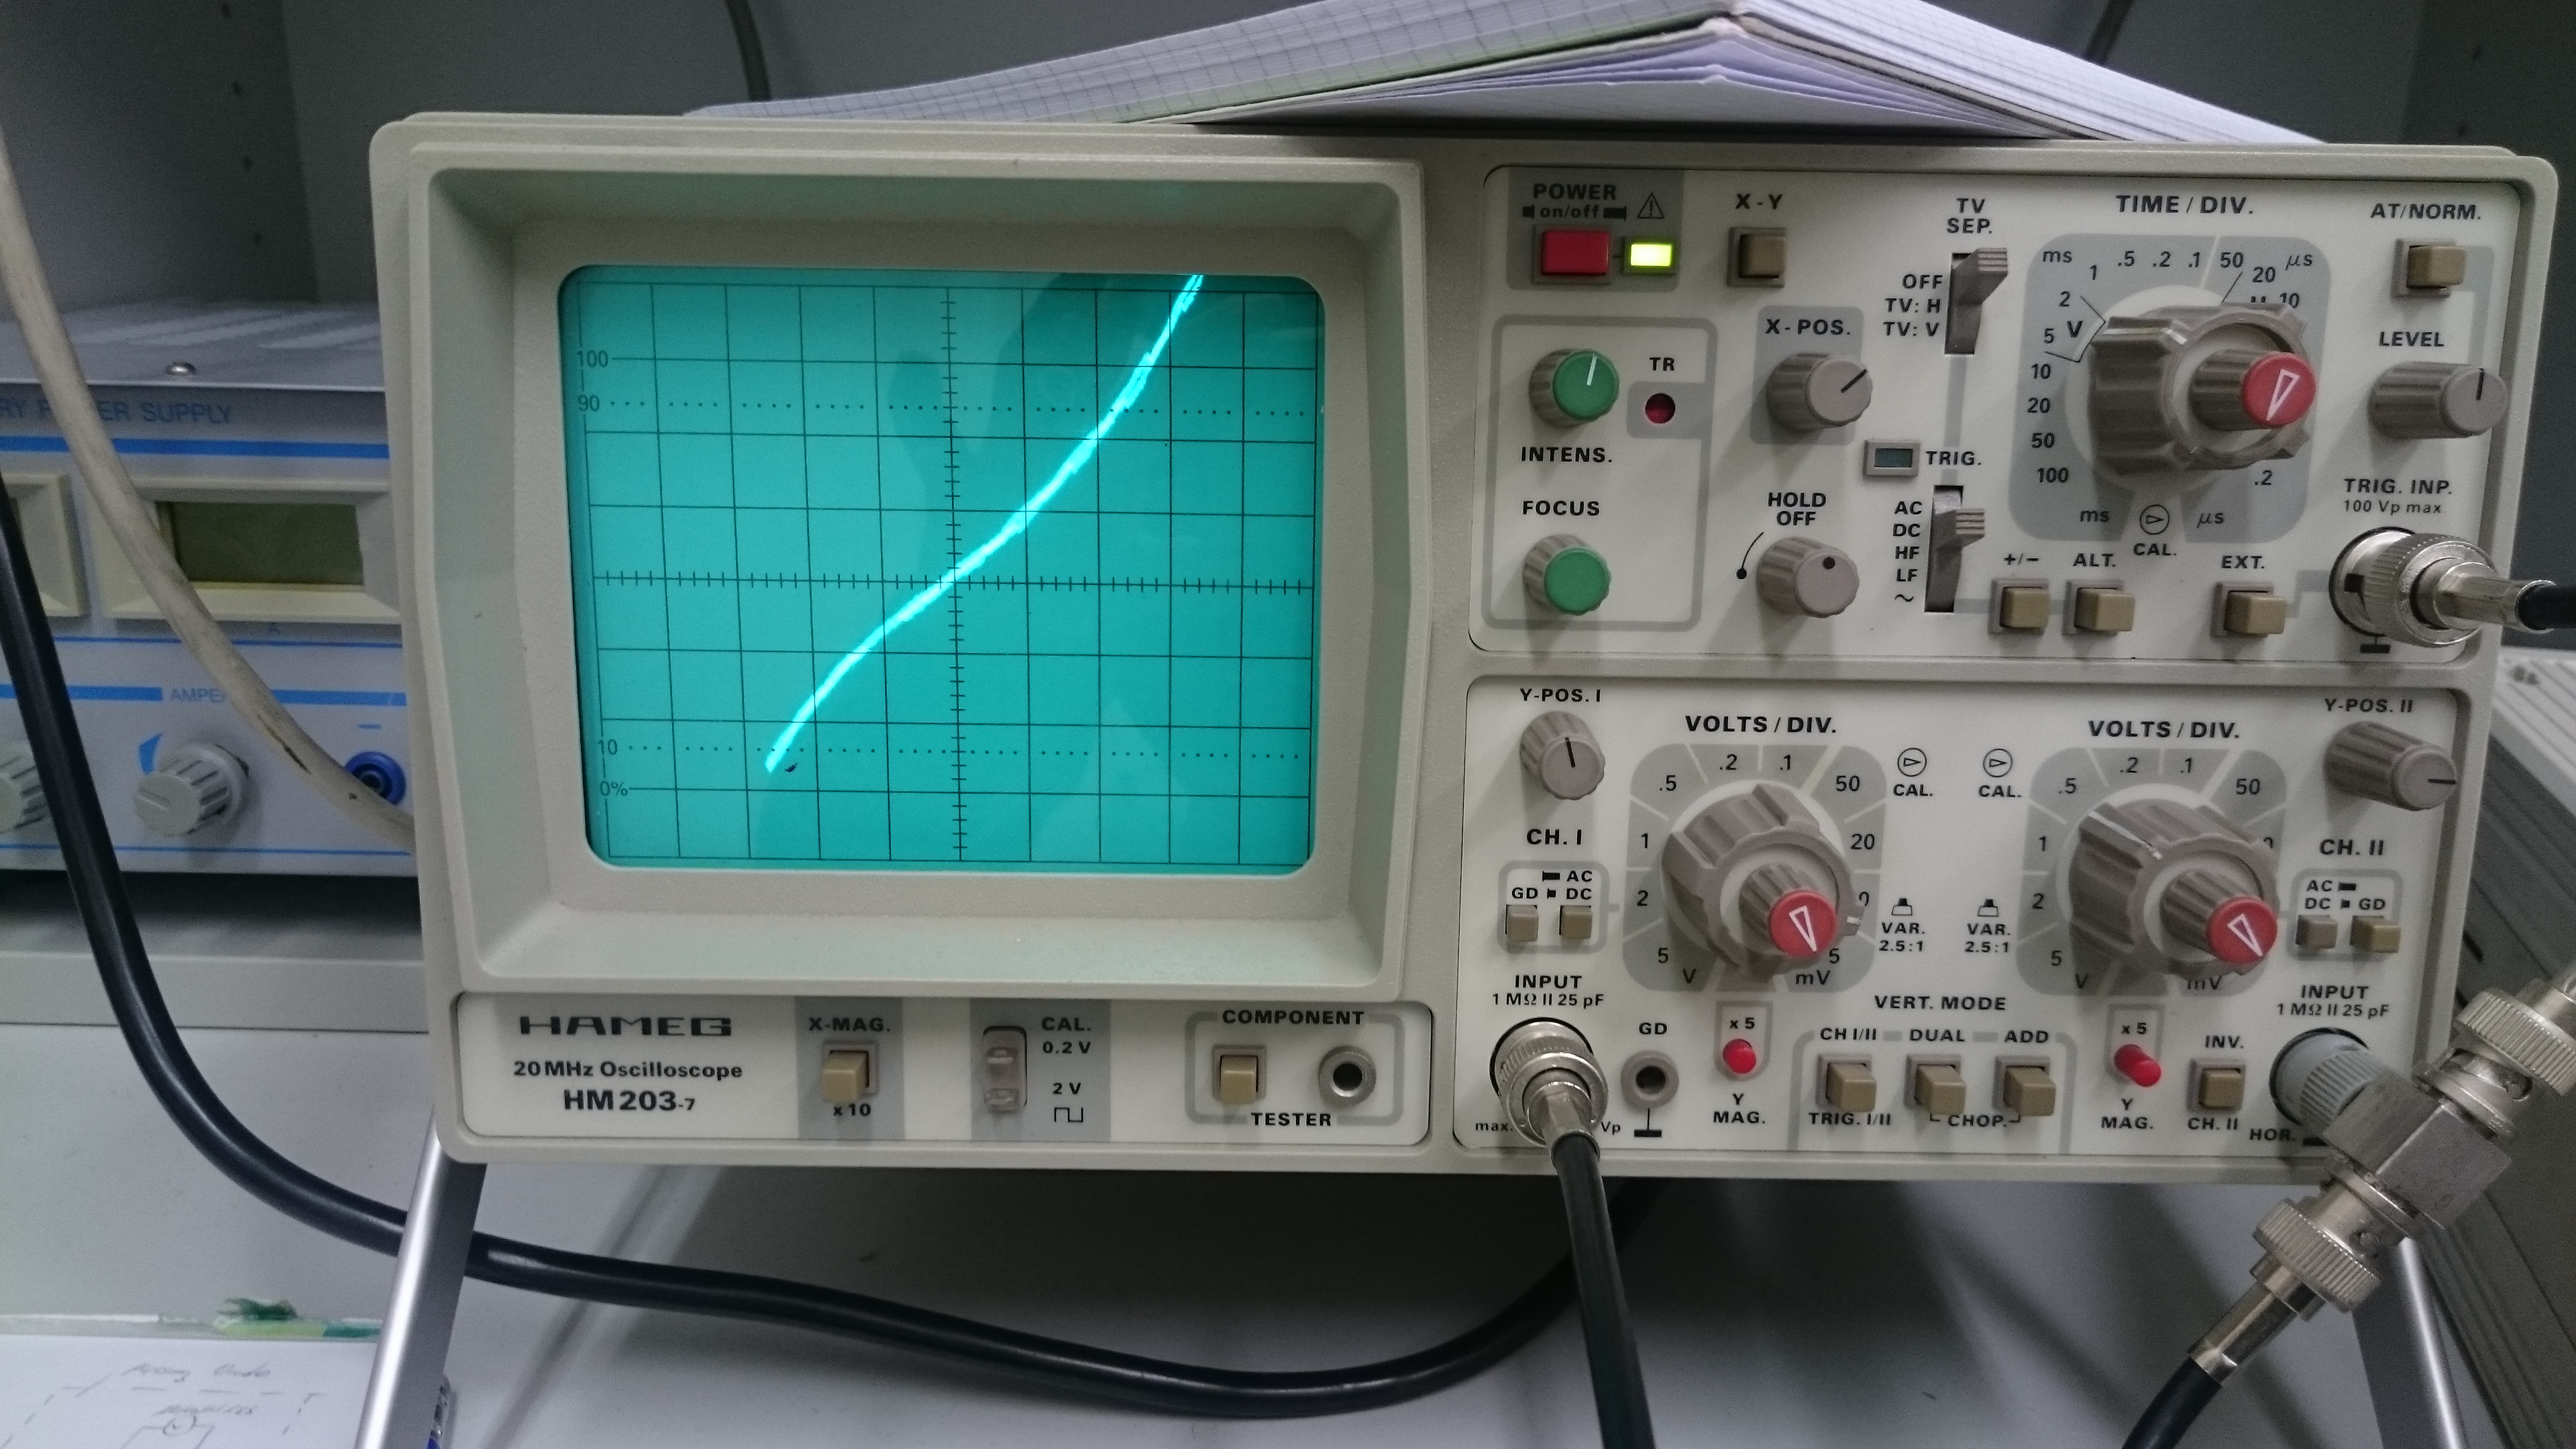 RY P ER SUPPLY
A
AMPE
100
90
10
0%
HAMEG
20 MHz Oscilloscope
HM 203-7
X-MAG.
x 10
CAL.
0.2 V
2 V
COMPONENT
TESTER
POWER
on/off
X - Y
TV
SEP.
OFF
TV: H
TV: V
TIME / DIV.
ms 1 .5 .2 .1 50 20 µs
10
2
5
V
10
20
50
100
ms
.2
µs
CAL.
AT/NORM.
LEVEL
X - POS.
TR
INTENS.
FOCUS
TRIG.
HOLD
OFF
AC
DC
HF
LF
~
+/−
ALT.
EXT.
TRIG. INP.
100 Vp max.
Y-POS. I
VOLTS / DIV.
.5 .2 .1 50
1
20
2
5
V
5
mV
CH. I
AC
GD DC
INPUT
1 MΩ II 25 pF
max. Vp
GD
CAL.
CAL.
VAR.
2.5:1
VAR.
2.5:1
x 5
Y
MAG.
VERT. MODE
CH I/II DUAL ADD
TRIG. I/II CHOP.
VOLTS / DIV.
.5 .2 .1 50
1
2
5
V
mV
Y-POS. II
CH. II
AC
DC GD
INPUT
1 MΩ II 25 pF
x 5
Y
MAG.
INV.
CH. II
HOR.